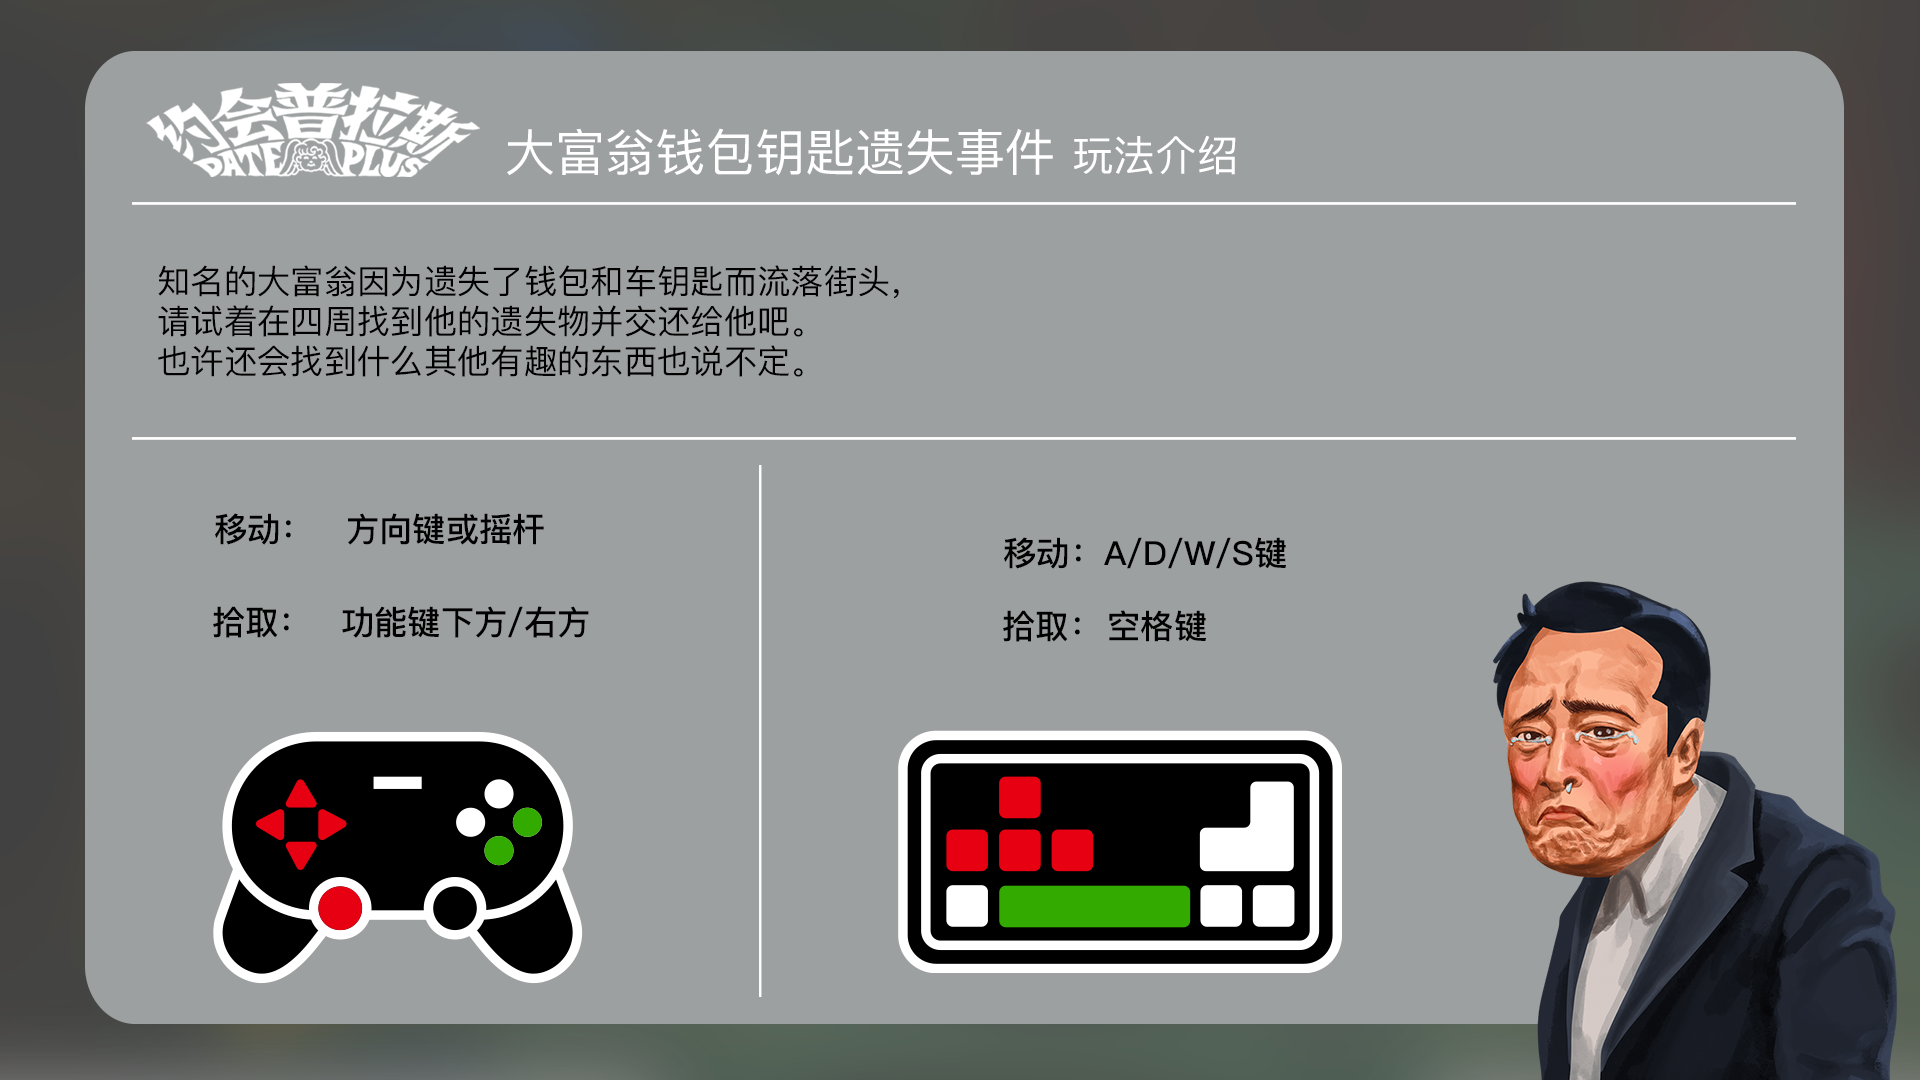 约会普拉斯
DATE PLUS
大富翁钱包钥匙遗失事件 玩法介绍
知名的大富翁因为遗失了钱包和车钥匙而流落街头，
请试着在四周找到他的遗失物并交还给他吧。
也许还会找到什么其他有趣的东西也说不定。
移动： 方向键或摇杆
拾取： 功能键下方/右方
移动：A/D/W/S键
拾取：空格键